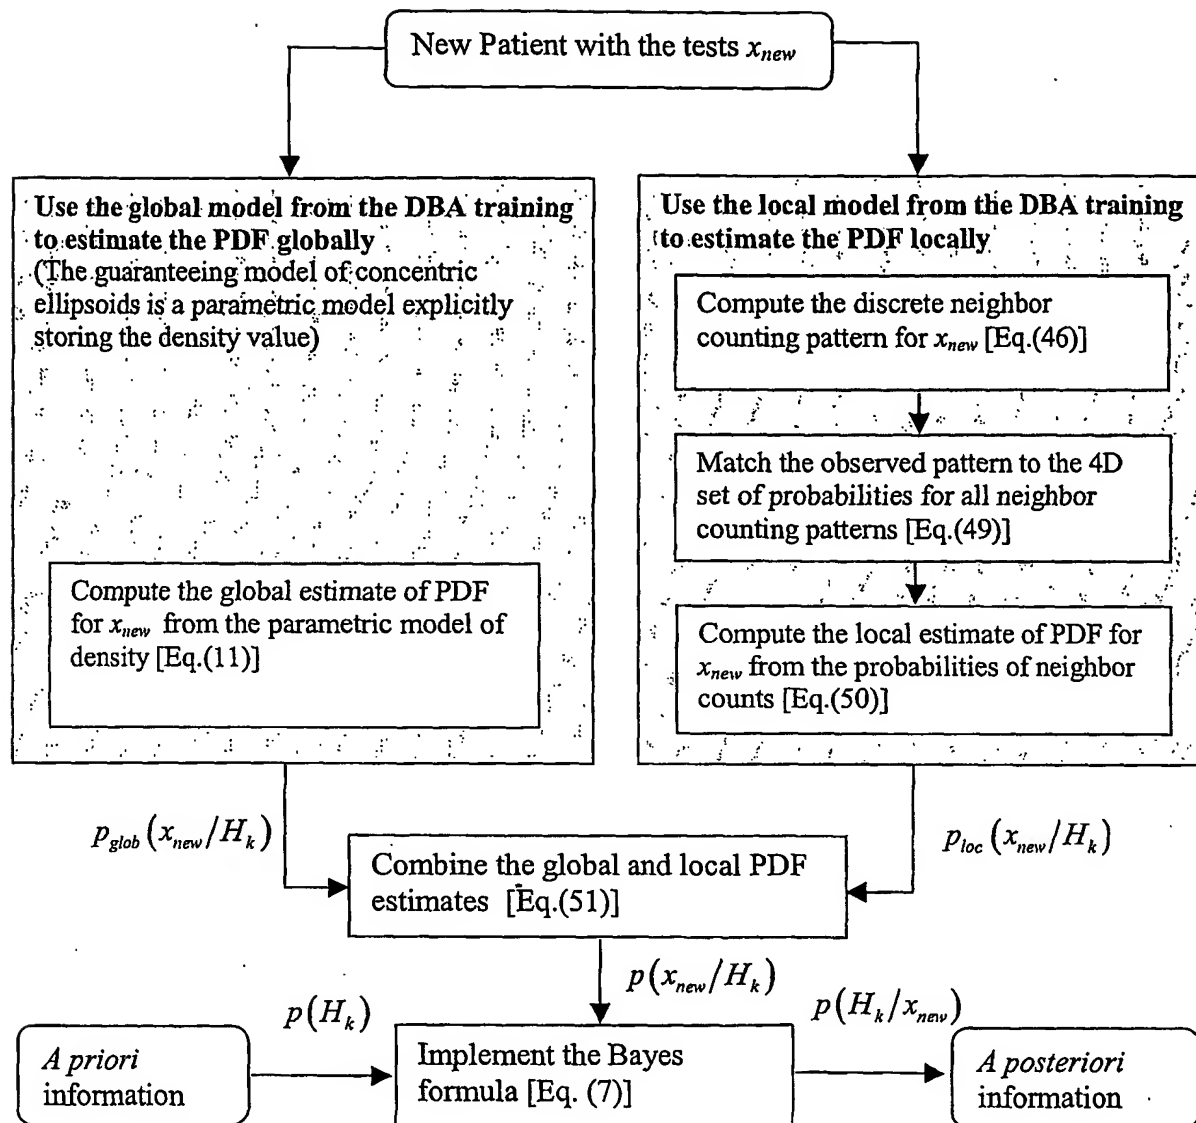 New Patient with the tests x_new
Use the global model from the DBA training
to estimate the PDF globally
(The guaranteeing model of concentric
ellipsoids is a parametric model explicitly
storing the density value)
Compute the global estimate of PDF
for x_new from the parametric model of
density [Eq.(11)]
Use the local model from the DBA training
to estimate the PDF locally
Compute the discrete neighbor
counting pattern for x_new [Eq.(46)]
Match the observed pattern to the 4D
set of probabilities for all neighbor
counting patterns [Eq.(49)]
Compute the local estimate of PDF for
x_new from the probabilities of neighbor
counts [Eq.(50)]
p_glob(x_new/H_k)
p_loc(x_new/H_k)
Combine the global and local PDF
estimates [Eq.(51)]
p(x_new/H_k)
p(H_k)
p(H_k/x_new)
A priori
information
Implement the Bayes
formula [Eq. (7)]
A posteriori
information